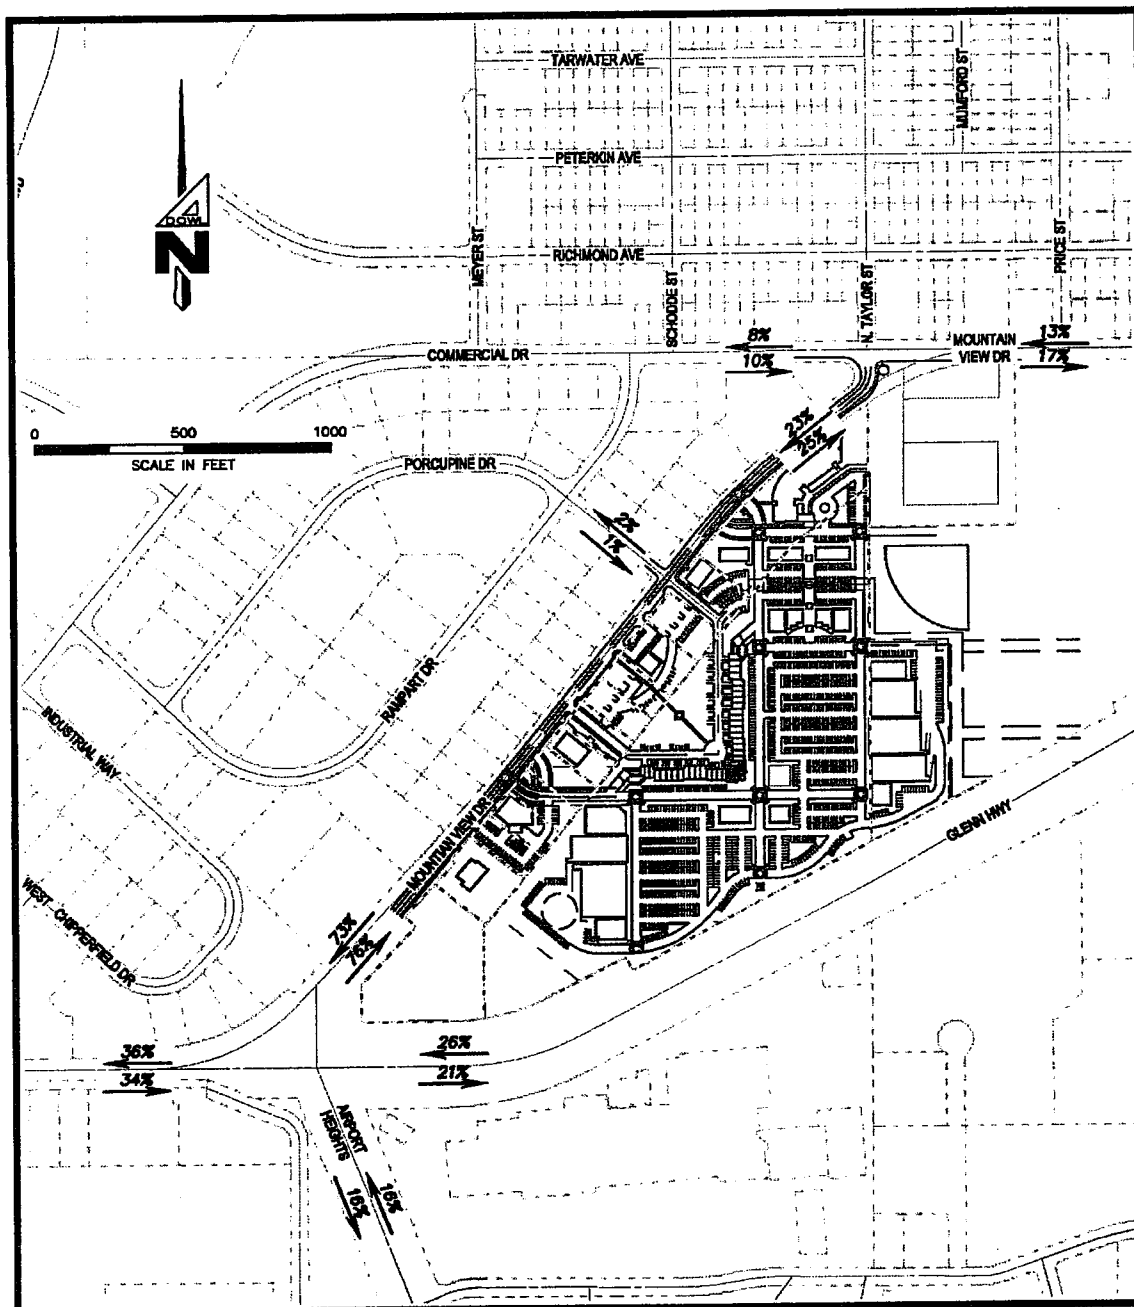 TARWATER AVE
MUMFORD ST
PETERKIN AVE
DOWL
N
MEYER ST
RICHMOND AVE
SCHODDE ST
N. TAYLOR ST
PRICE ST
8%
10%
MOUNTAIN
VIEW DR
13%
17%
COMMERCIAL DR
0 500 1000
SCALE IN FEET
23%
25%
PORCUPINE DR
2%
1%
RAMPART DR
INDUSTRIAL WAY
MOUNTIAN VIEW DR
GLENN HWY
WEST CHIPPERFIELD DR
73%
76%
36%
34%
26%
21%
AIRPORT
HEIGHTS
16%
16%